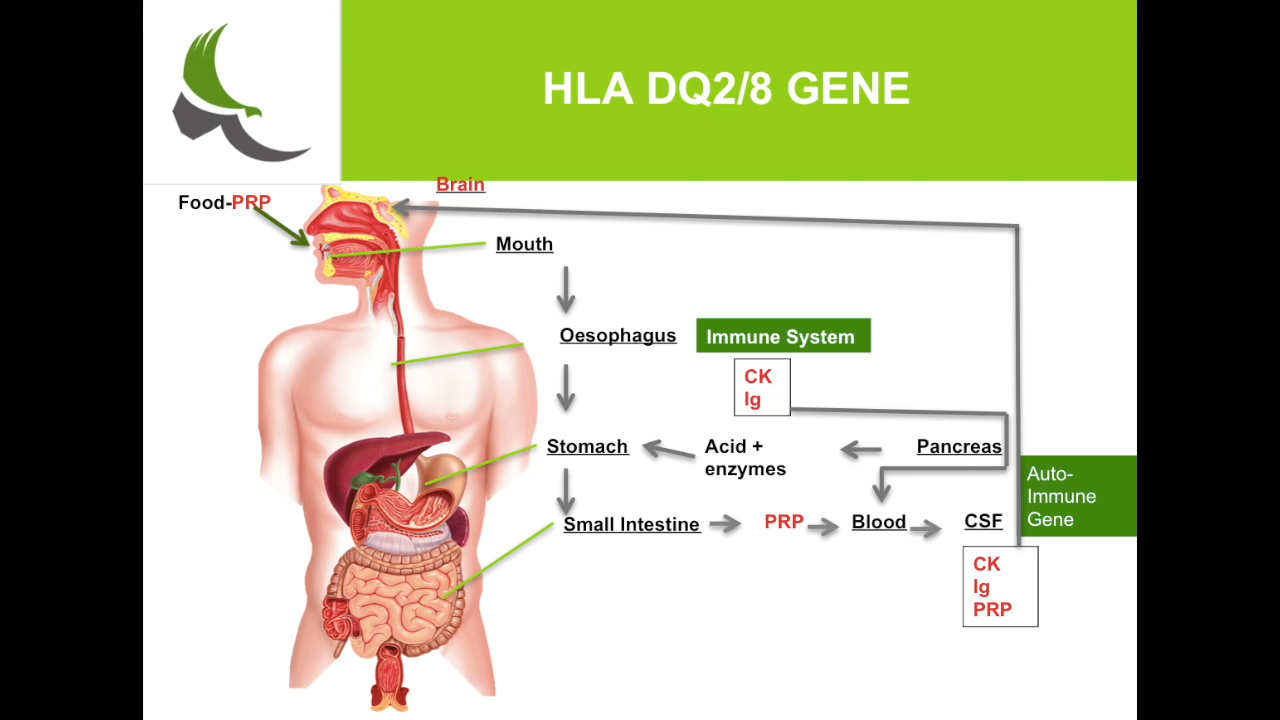 HLA DQ2/8 GENE
Brain
Food-PRP
Mouth
Oesophagus
Immune System
CK
Ig
Stomach
Acid +
enzymes
Pancreas
Auto-
Immune
Gene
Small Intestine
PRP
Blood
CSF
CK
Ig
PRP